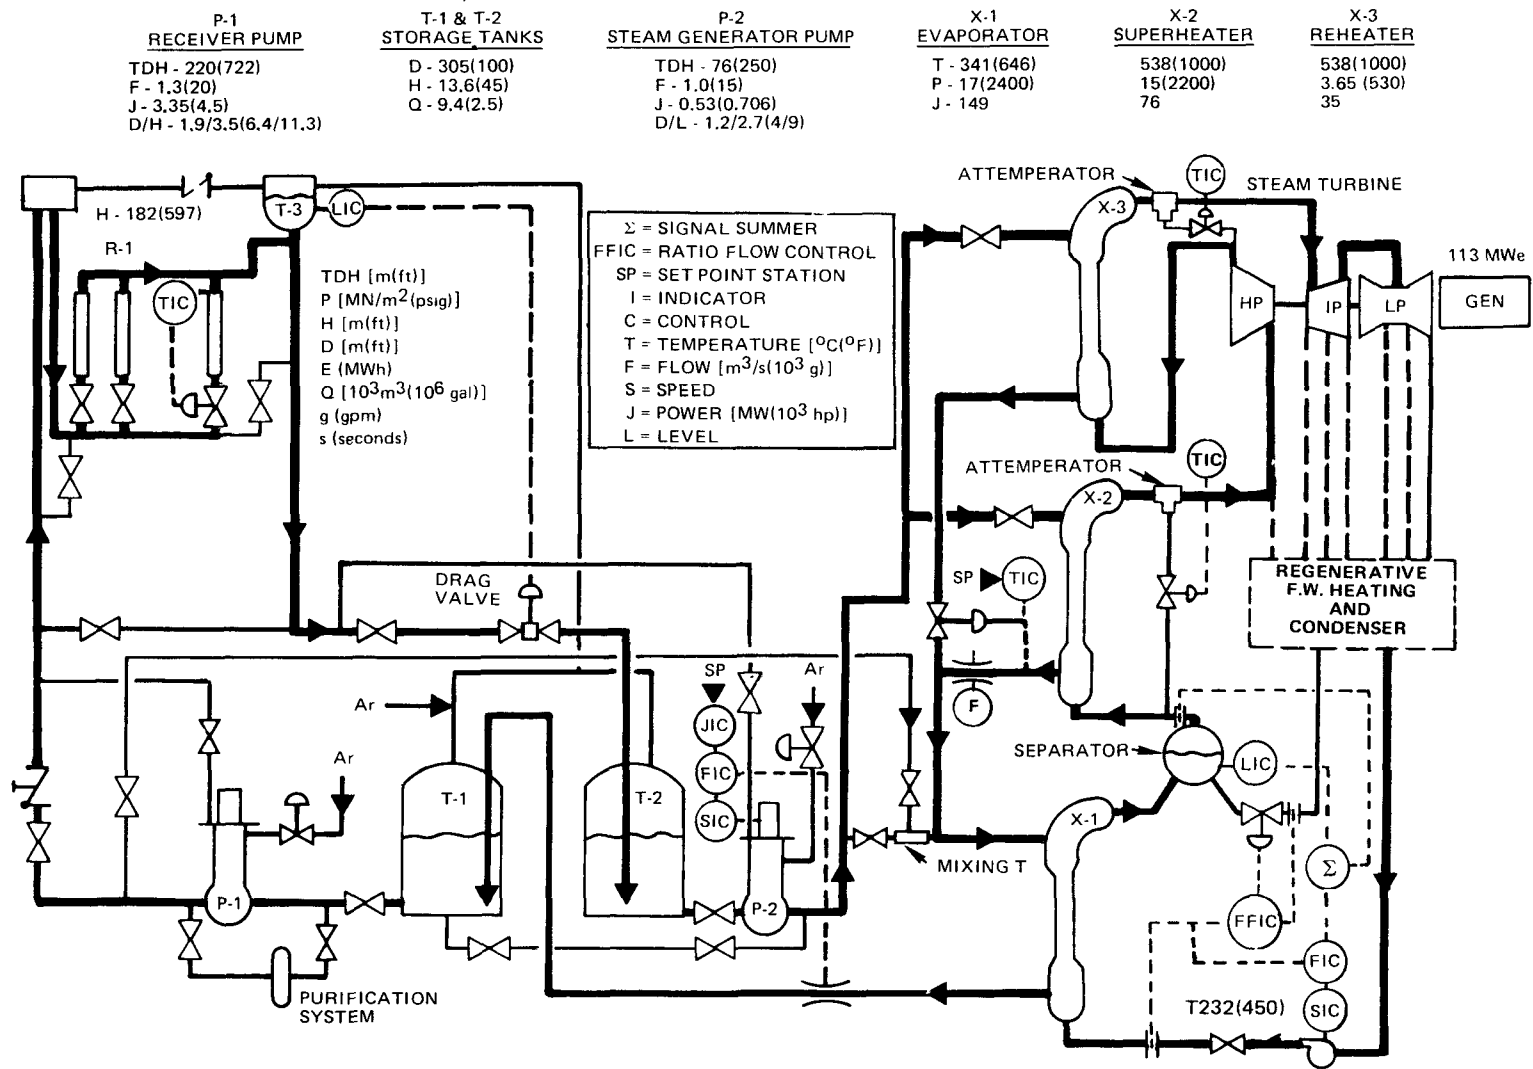 P-1
RECEIVER PUMP
TDH - 220(722)
F - 1.3(20)
J - 3.35(4.5)
D/H - 1.9/3.5(6.4/11.3)
T-1 & T-2
STORAGE TANKS
D - 305(100)
H - 13.6(45)
Q - 9.4(2.5)
P-2
STEAM GENERATOR PUMP
TDH - 76(250)
F - 1.0(15)
J - 0.53(0.706)
D/L - 1.2/2.7(4/9)
X-1
EVAPORATOR
T - 341(646)
P - 17(2400)
J - 149
X-2
SUPERHEATER
538(1000)
15(2200)
76
X-3
REHEATER
538(1000)
3.65 (530)
35
H - 182(597)
T-3
LIC
R-1
TIC
TDH [m(ft)]
P [MN/m²(psig)]
H [m(ft)]
D [m(ft)]
E (MWh)
Q [10³m³(10⁶ gal)]
g (gpm)
s (seconds)
Σ = SIGNAL SUMMER
FFIC = RATIO FLOW CONTROL
SP = SET POINT STATION
I = INDICATOR
C = CONTROL
T = TEMPERATURE [°C(°F)]
F = FLOW [m³/s(10³ g)]
S = SPEED
J = POWER [MW(10³ hp)]
L = LEVEL
ATTEMPERATOR
TIC
STEAM TURBINE
X-3
HP
IP
LP
113 MWe
GEN
ATTEMPERATOR
TIC
X-2
DRAG
VALVE
SP
TIC
REGENERATIVE
F.W. HEATING
AND
CONDENSER
Ar
SP
Ar
JIC
F
FIC
SIC
SEPARATOR
LIC
Ar
T-1
T-2
X-1
MIXING T
Σ
P-1
P-2
FFIC
FIC
PURIFICATION
SYSTEM
T232(450)
SIC